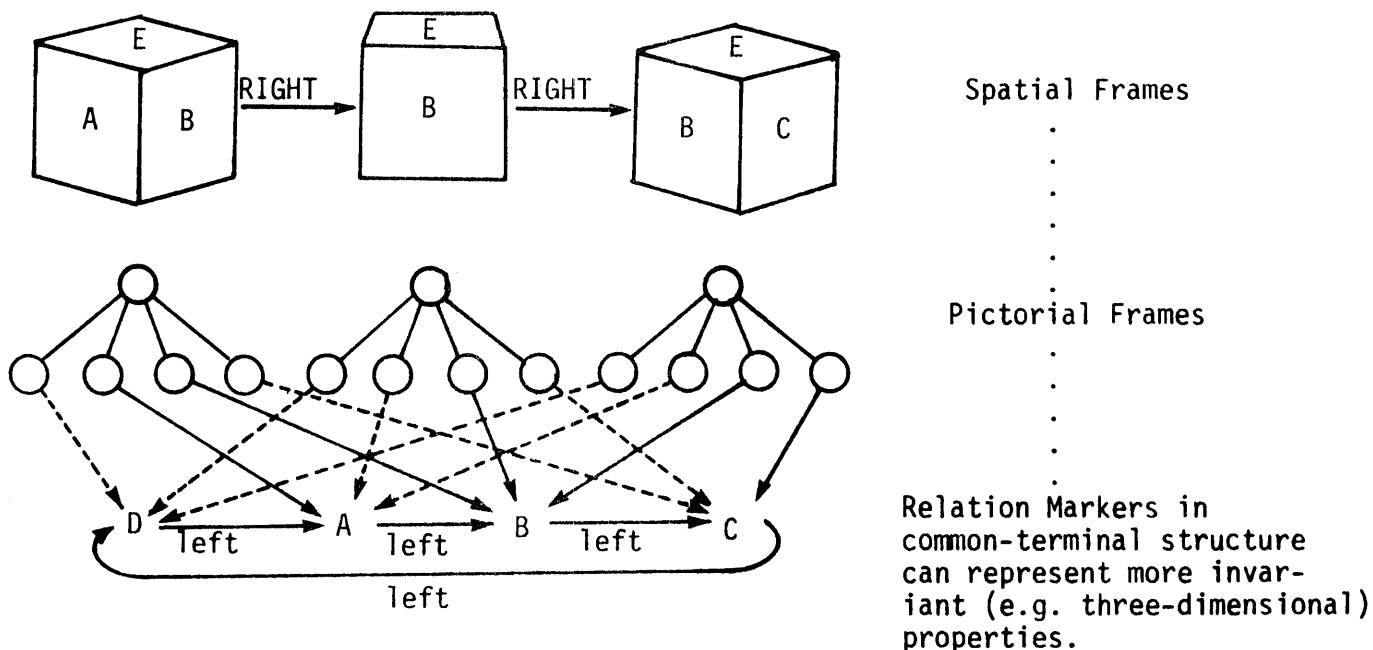 E
A B
RIGHT
E
B
RIGHT
E
B C
Spatial Frames
Pictorial Frames
D left A left B left C
left
Relation Markers in
common-terminal structure
can represent more invar-
iant (e.g. three-dimensional)
properties.